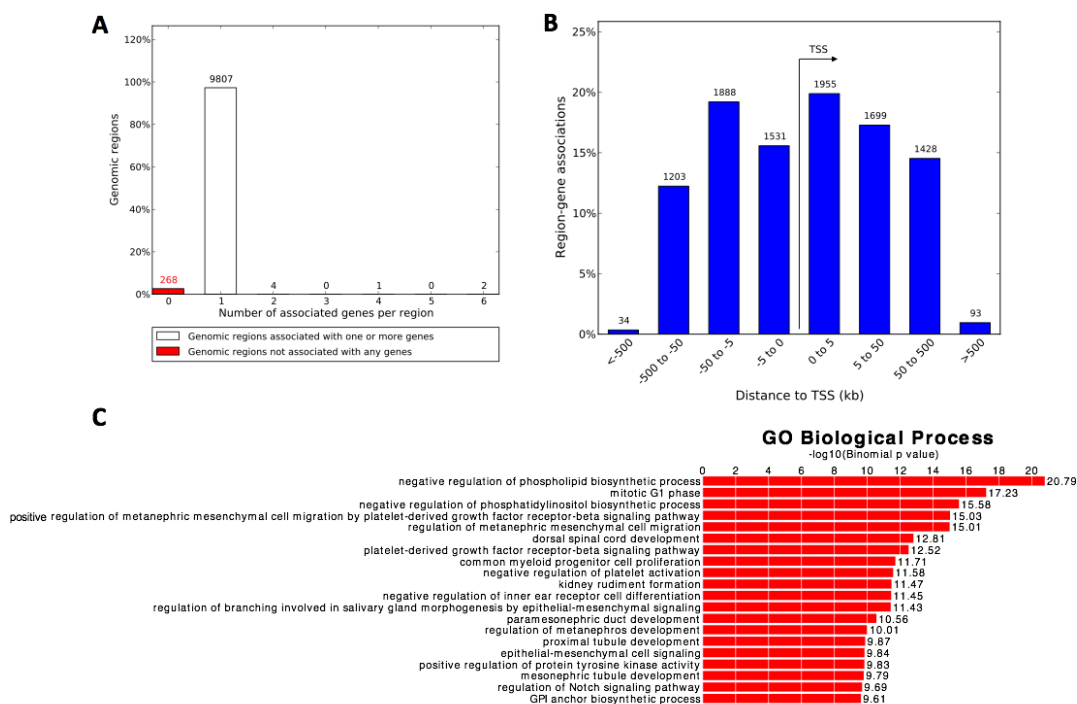 A
120%
100%
80%
60%
40%
20%
0%
Genomic regions
268
9807
4
0
1
0
2
0
1
2
3
4
5
6
Number of associated genes per region
Genomic regions associated with one or more genes
Genomic regions not associated with any genes
B
25%
20%
15%
10%
5%
0%
Region-gene associations
TSS
34
1203
1888
1531
1955
1699
1428
93
<-500
-500 to -50
-50 to -5
-5 to 0
0 to 5
5 to 50
50 to 500
>500
Distance to TSS (kb)
C
GO Biological Process
-log10(Binomial p value)
0 2 4 6 8 10 12 14 16 18 20
negative regulation of phospholipid biosynthetic process 20.79
mitotic G1 phase 17.23
negative regulation of phosphatidylinositol biosynthetic process 15.58
positive regulation of metanephric mesenchymal cell migration by platelet-derived growth factor receptor-beta signaling pathway 15.03
regulation of metanephric mesenchymal cell migration 15.01
dorsal spinal cord development 12.81
platelet-derived growth factor receptor-beta signaling pathway 12.52
common myeloid progenitor cell proliferation 11.71
negative regulation of platelet activation 11.58
kidney rudiment formation 11.47
negative regulation of inner ear receptor cell differentiation 11.45
regulation of branching involved in salivary gland morphogenesis by epithelial-mesenchymal signaling 11.43
paramesonephric duct development 10.56
regulation of metanephros development 10.01
proximal tubule development 9.87
epithelial-mesenchymal cell signaling 9.84
positive regulation of protein tyrosine kinase activity 9.83
mesonephric tubule development 9.79
regulation of Notch signaling pathway 9.69
GPI anchor biosynthetic process 9.61